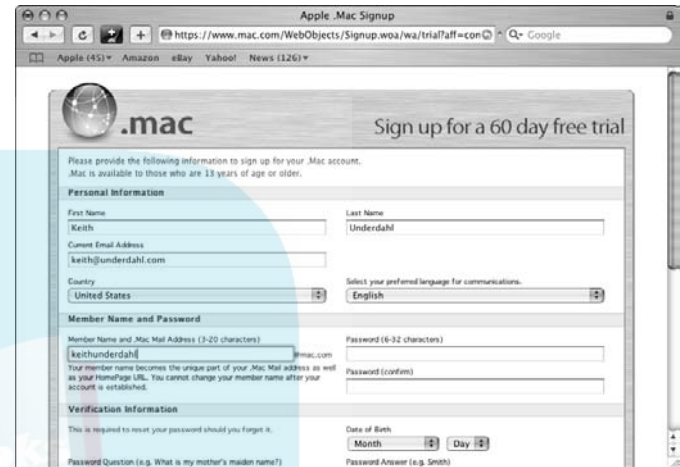 Apple .Mac Signup
https://www.mac.com/WebObjects/Signup.woa/wa/trial?aff=con
Google
Apple (45) Amazon eBay Yahoo! News (126)
.mac
Sign up for a 60 day free trial
Please provide the following information to sign up for your .Mac account.
.Mac is available to those who are 13 years of age or older.
Personal Information
First Name
Last Name
Keith
Underdahl
Current Email Address
keith@underdahl.com
Country
Select your preferred language for communications.
United States
English
Member Name and Password
Member Name and .Mac Mail Address (3-20 characters)
Password (6-32 characters)
keithunderdahl
@mac.com
Your member name becomes the unique part of your .Mac Mail address as well
as your HomePage URL. You cannot change your member name after your
account is established.
Password (confirm)
Verification Information
This is required to reset your password should you forget it.
Date of Birth
Month
Day
Password Question (e.g. What is my mother's maiden name?)
Password Answer (e.g. Smith)